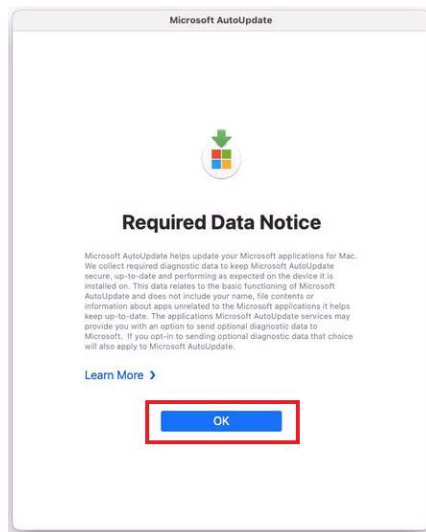 Microsoft AutoUpdate
Required Data Notice
Microsoft AutoUpdate helps update your Microsoft applications for Mac.
We collect required diagnostic data to keep Microsoft AutoUpdate
secure, up-to-date and performing as expected on the device it is
installed on. This data relates to the basic functioning of Microsoft
AutoUpdate and does not include your name, file contents or
information about apps unrelated to the Microsoft applications it helps
keep up-to-date. The applications Microsoft AutoUpdate services may
provide you with an option to send optional diagnostic data to
Microsoft. If you opt-in to sending optional diagnostic data that choice
will also apply to Microsoft AutoUpdate.
Learn More
OK